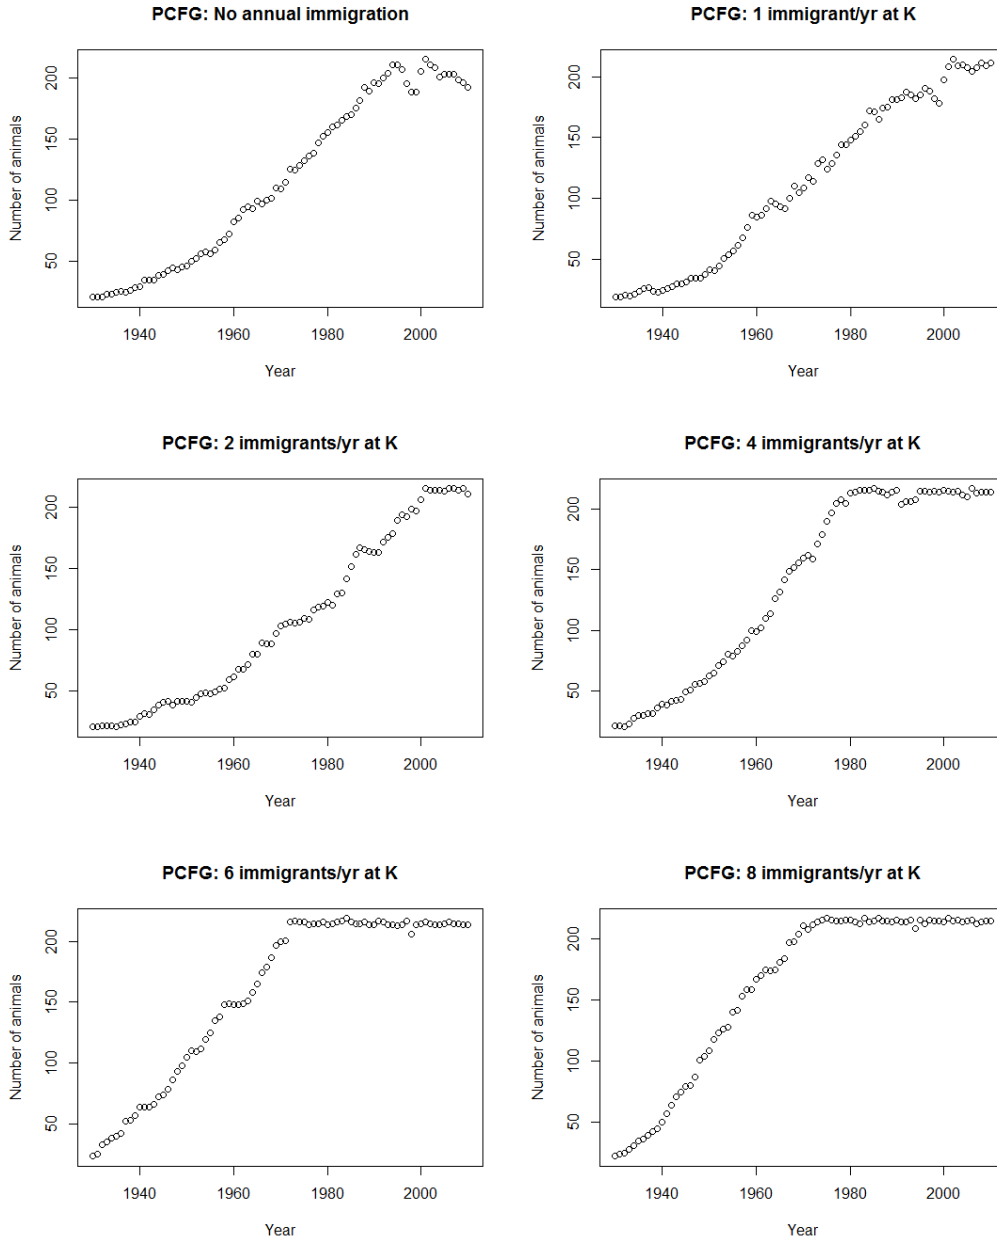 PCFG: No annual immigration
Number of animals
50
100
150
200
1940
1960
1980
2000
Year
PCFG: 1 immigrant/yr at K
Number of animals
50
100
150
200
1940
1960
1980
2000
Year
PCFG: 2 immigrants/yr at K
Number of animals
50
100
150
200
1940
1960
1980
2000
Year
PCFG: 4 immigrants/yr at K
Number of animals
50
100
150
200
1940
1960
1980
2000
Year
PCFG: 6 immigrants/yr at K
Number of animals
50
100
150
200
1940
1960
1980
2000
Year
PCFG: 8 immigrants/yr at K
Number of animals
50
100
150
200
1940
1960
1980
2000
Year